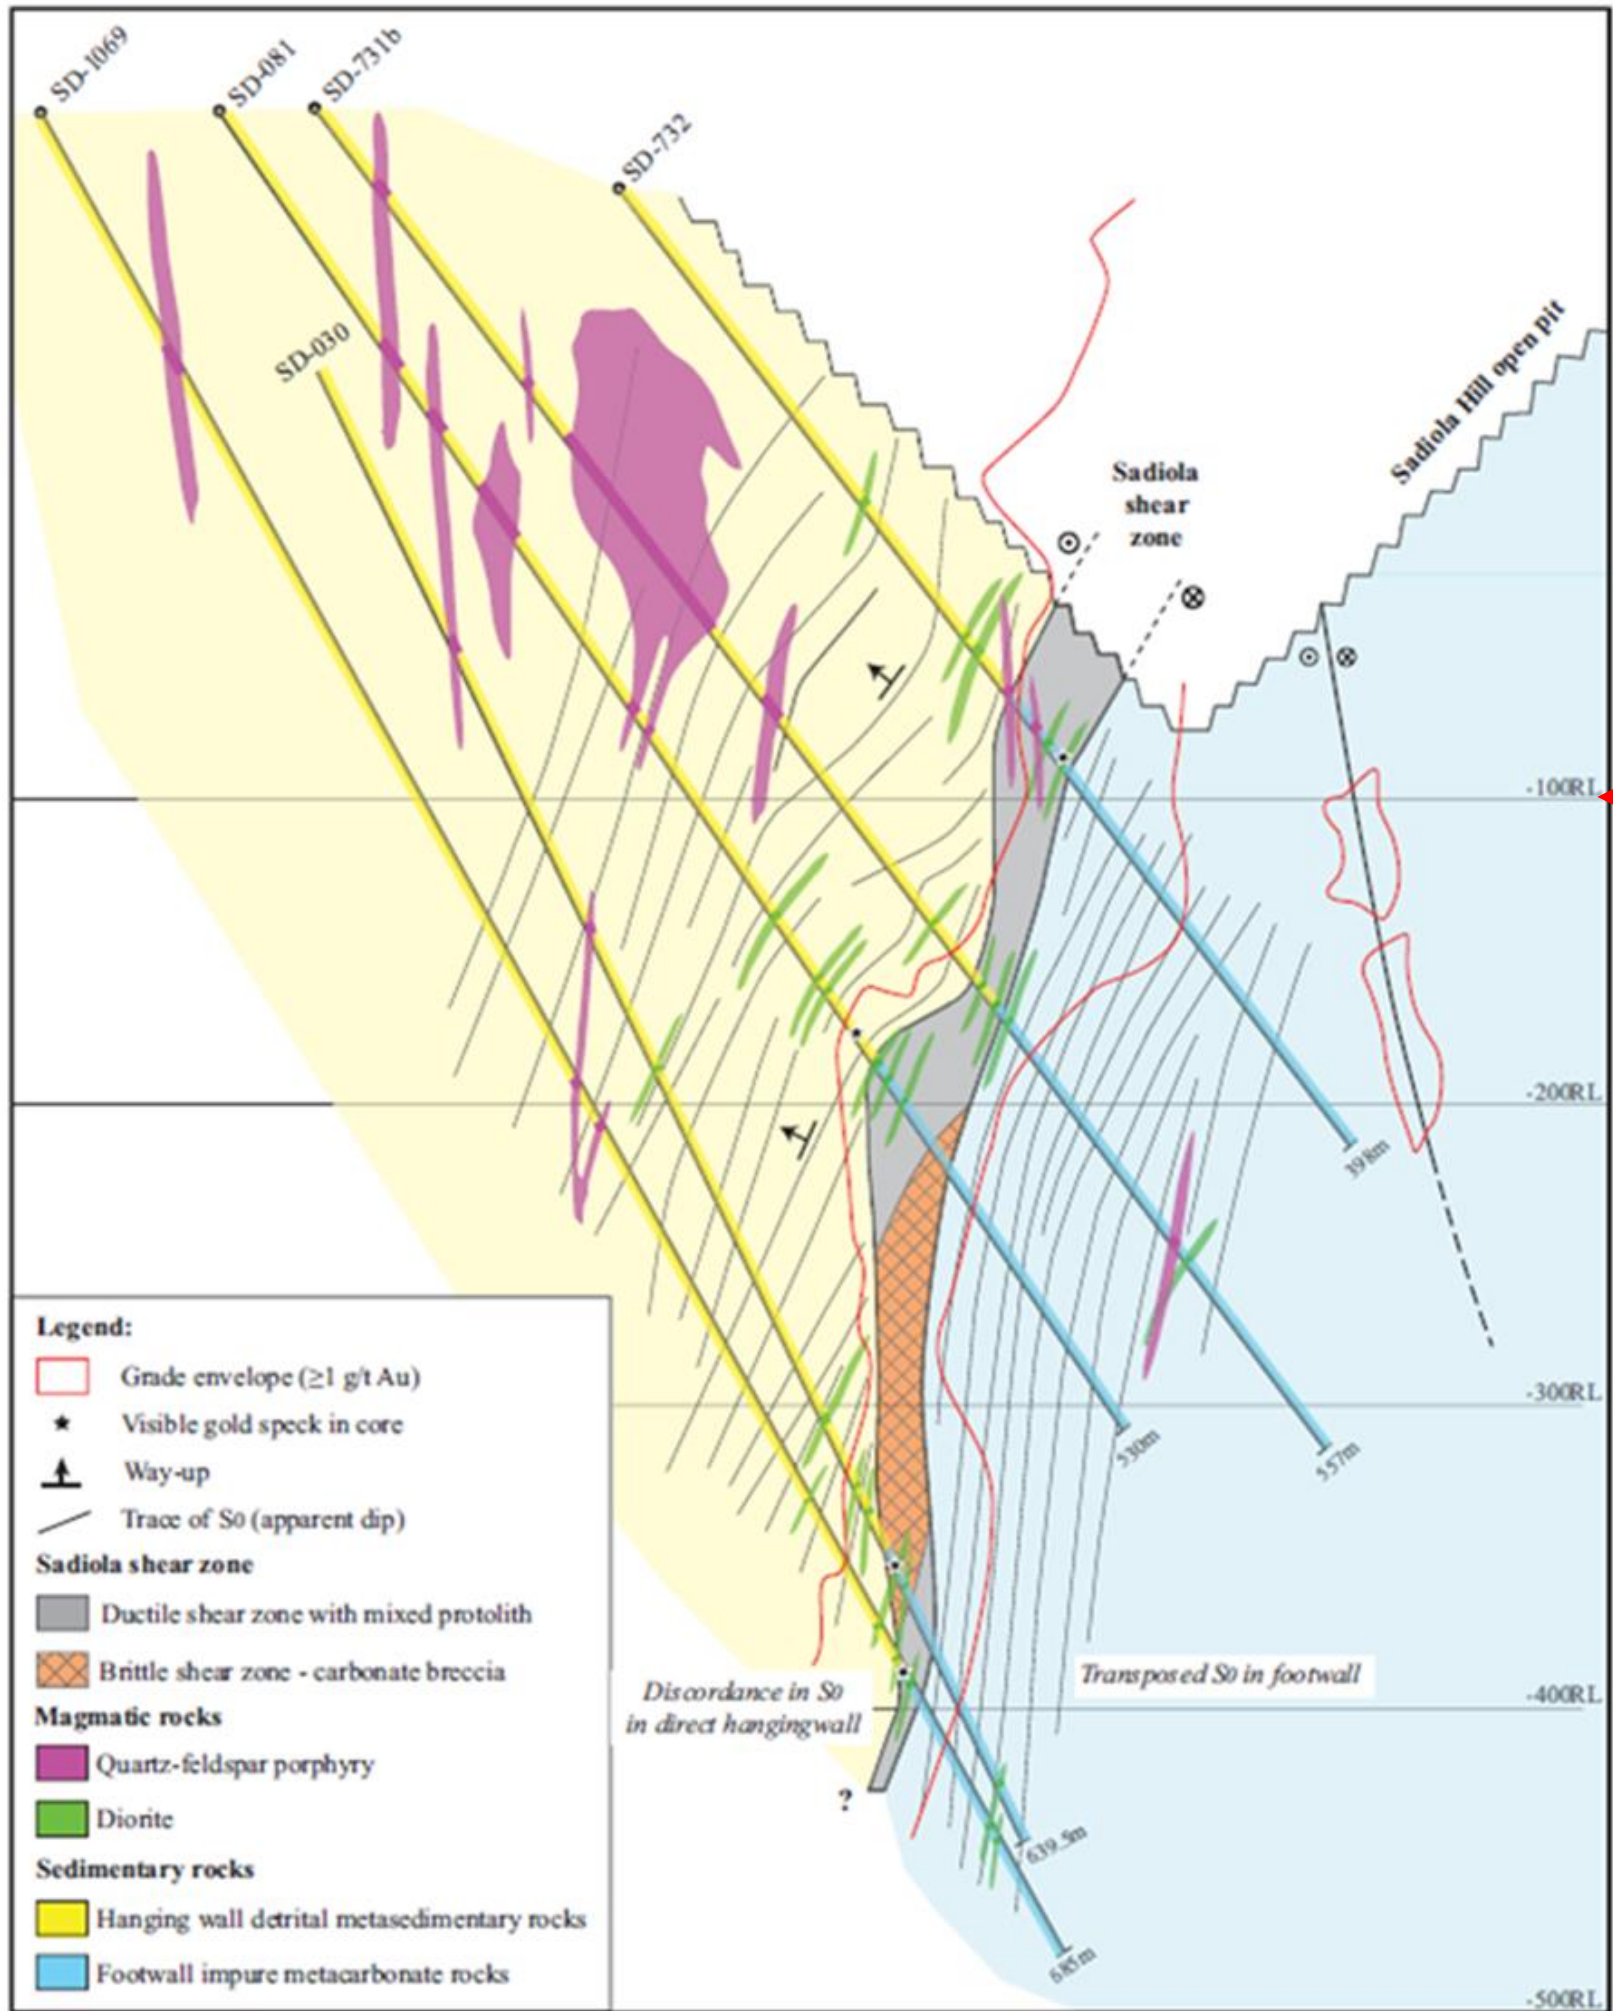 SD-1069
SD-081
SD-731b
SD-732
SD-030
Sadiola Hill open pit
Sadiola
shear
zone
-100RL
-200RL
398m
-300RL
530m
557m
Legend:
Grade envelope (≥1 g/t Au)
Visible gold speck in core
Way-up
Trace of S0 (apparent dip)
Sadiola shear zone
Ductile shear zone with mixed protolith
Brittle shear zone - carbonate breccia
Magmatic rocks
Quartz-feldspar porphyry
Diorite
Sedimentary rocks
Hanging wall detrital metasedimentary rocks
Footwall impure metacarbonate rocks
Discordance in S0
in direct hangingwall
Transposed S0 in footwall
-400RL
?
639.5m
685m
-500RL